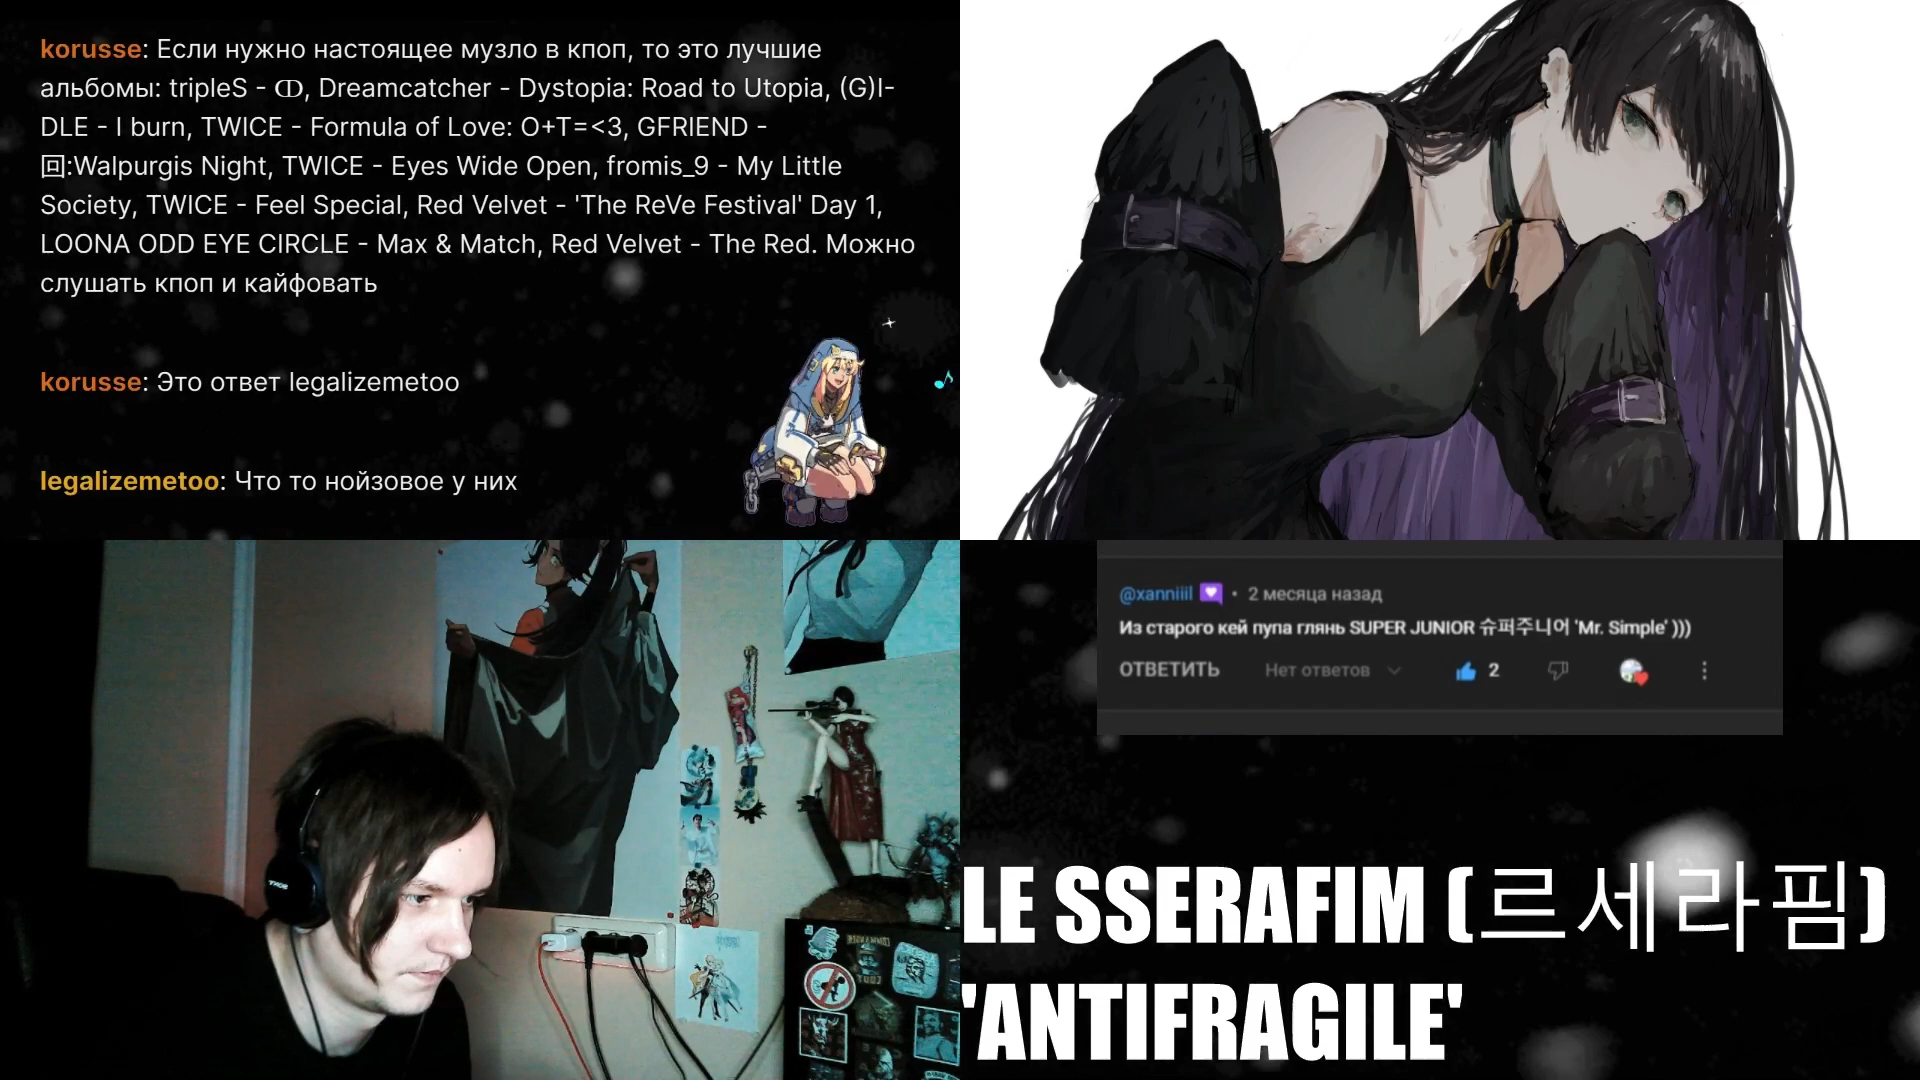 korusse: Если нужно настоящее музло в кпоп, то это лучшие
альбомы: tripleS - ↀ, Dreamcatcher - Dystopia: Road to Utopia, (G)I-
DLE - I burn, TWICE - Formula of Love: O+T=<3, GFRIEND -
回:Walpurgis Night, TWICE - Eyes Wide Open, fromis_9 - My Little
Society, TWICE - Feel Special, Red Velvet - 'The ReVe Festival' Day 1,
LOONA ODD EYE CIRCLE - Max & Match, Red Velvet - The Red. Можно
слушать кпоп и кайфовать
korusse: Это ответ legalizemetoo
legalizemetoo: Что то нойзовое у них
@xanniiil • 2 месяца назад
Из старого кей пупа глянь SUPER JUNIOR 슈퍼주니어 'Mr. Simple' )))
ОТВЕТИТЬ Нет ответов 2
LE SSERAFIM (르세라핌)
'ANTIFRAGILE'